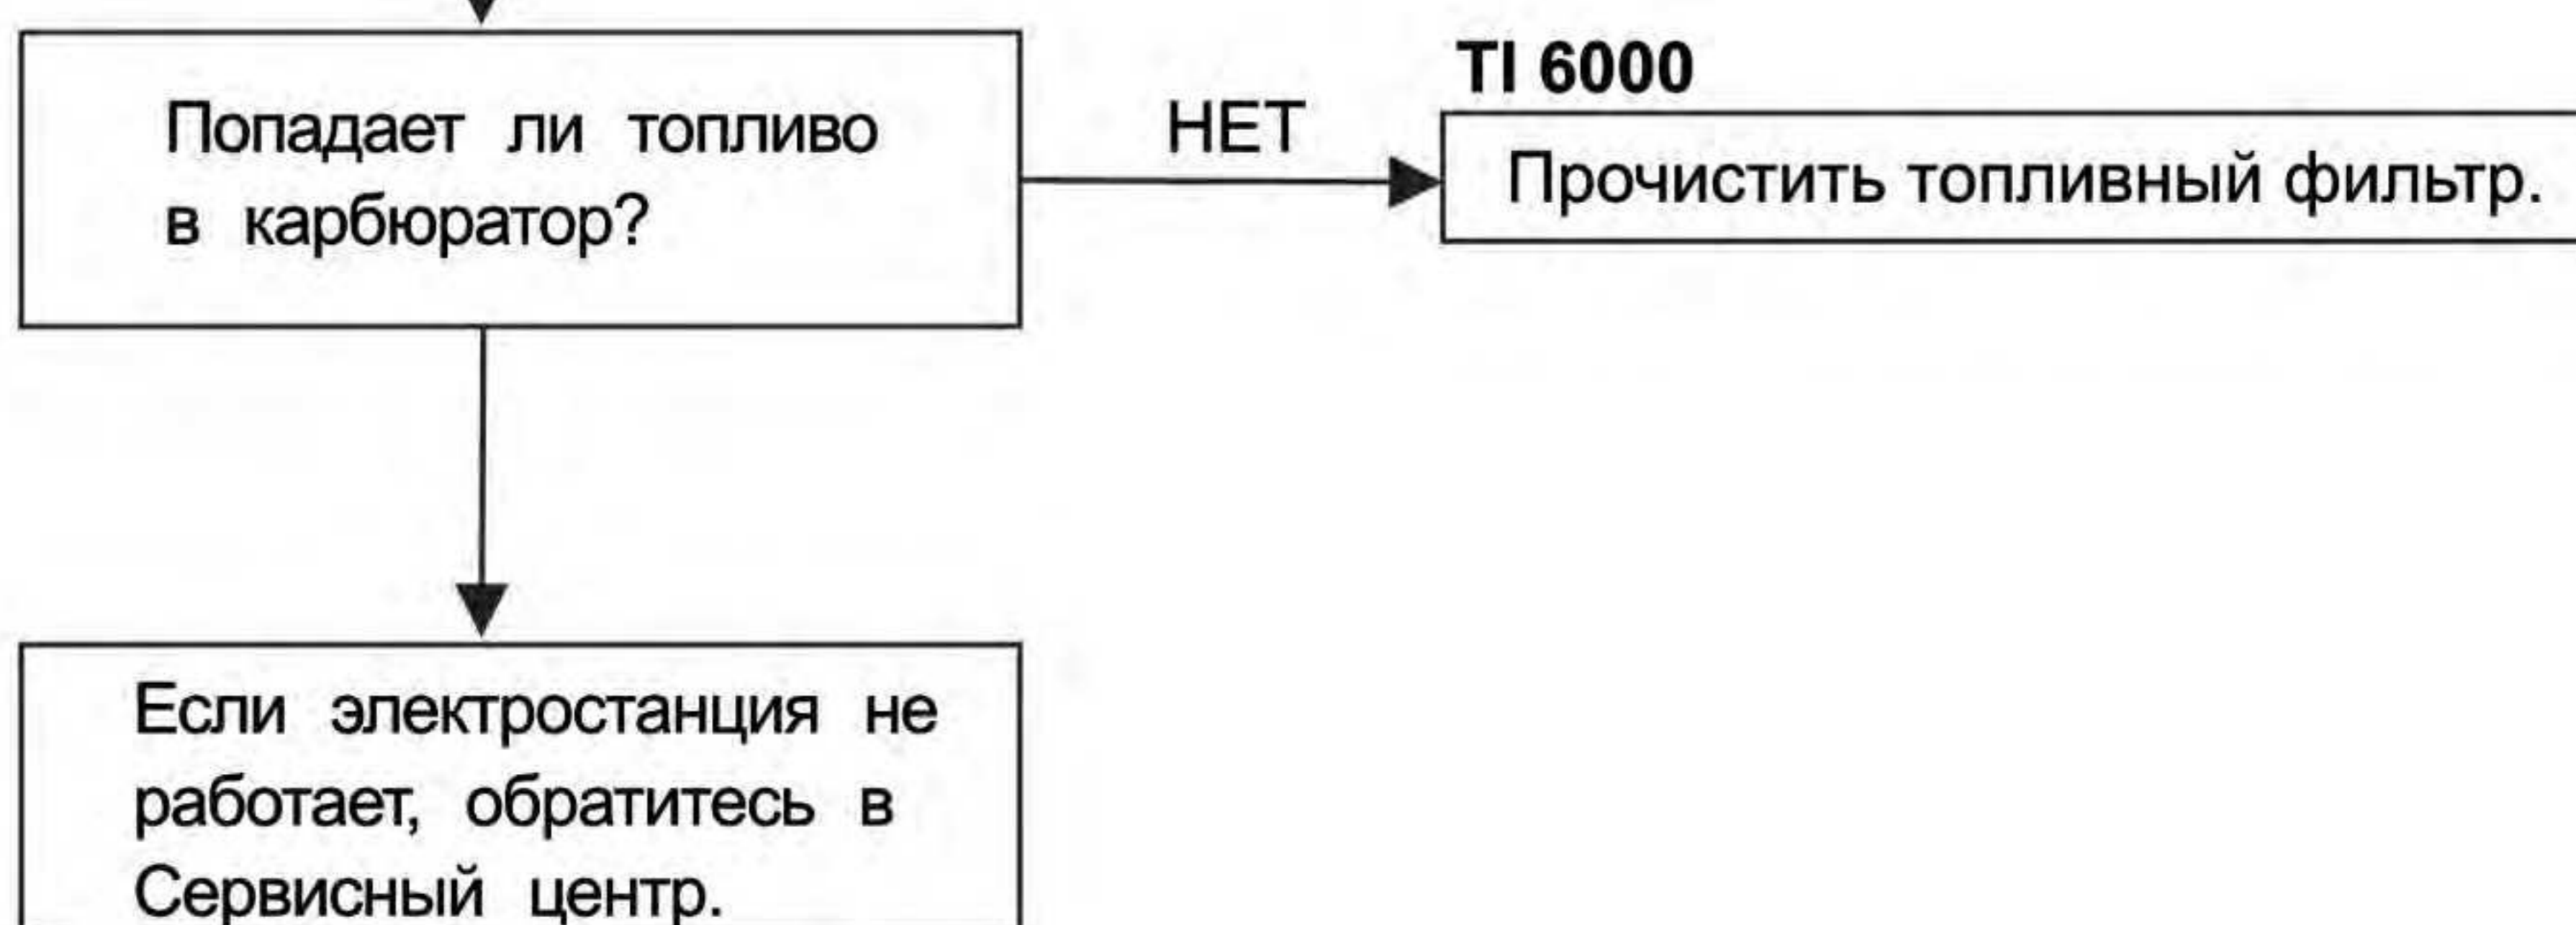 Попадает ли топливо
в карбюратор?
НЕТ
TI 6000
Прочистить топливный фильтр.
Если электростанция не
работает, обратитесь в
Сервисный центр.